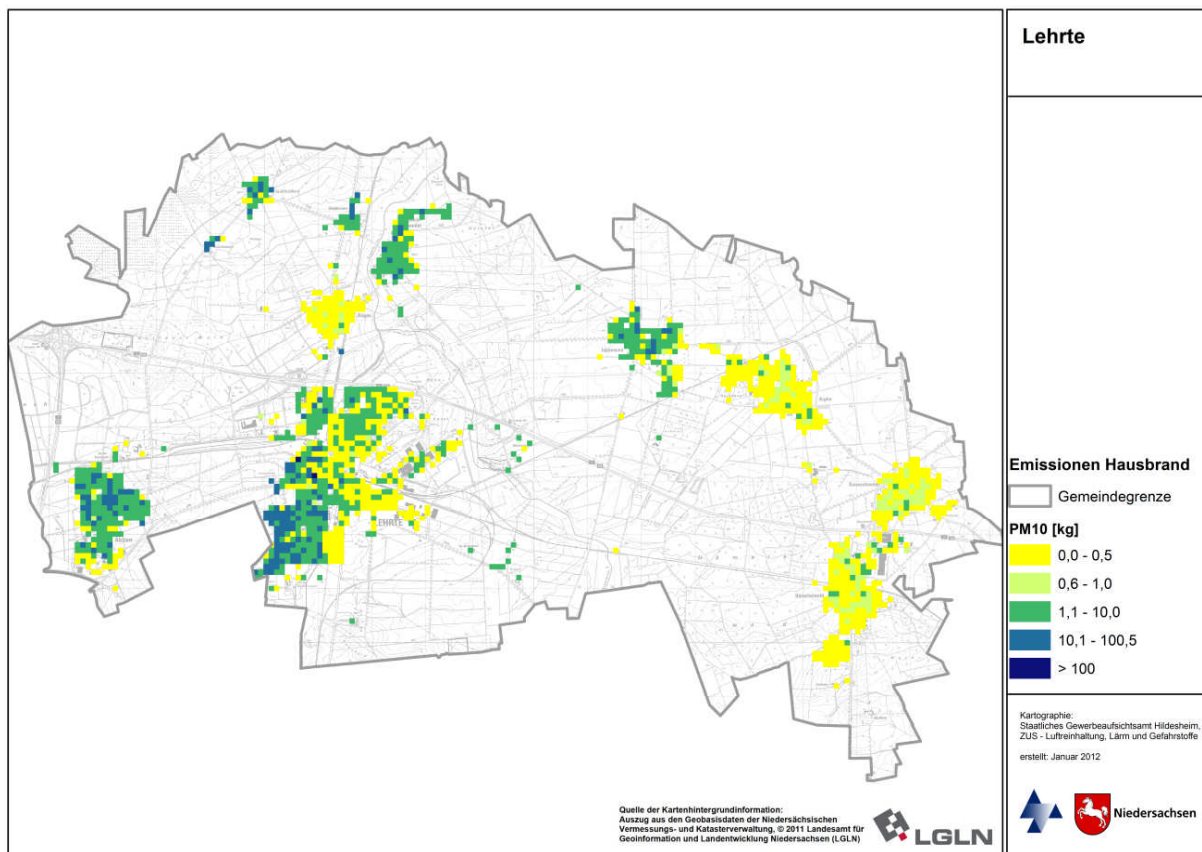 Lehrte
Emissionen Hausbrand
Gemeindegrenze
PM10 [kg]
0,0 - 0,5
0,6 - 1,0
1,1 - 10,0
10,1 - 100,5
> 100
Kartographie:
Staatliches Gewerbeaufsichtsamt Hildesheim,
ZUS - Luftreinhaltung, Lärm und Gefahrstoffe
erstellt: Januar 2012
Niedersachsen
Quelle der Kartenhintergrundinformation:
Auszug aus den Geobasisdaten der Niedersächsischen
Vermessungs- und Katasterverwaltung, © 2011 Landesamt für
Geoinformation und Landentwicklung Niedersachsen (LGLN)
LGLN
EHRTE